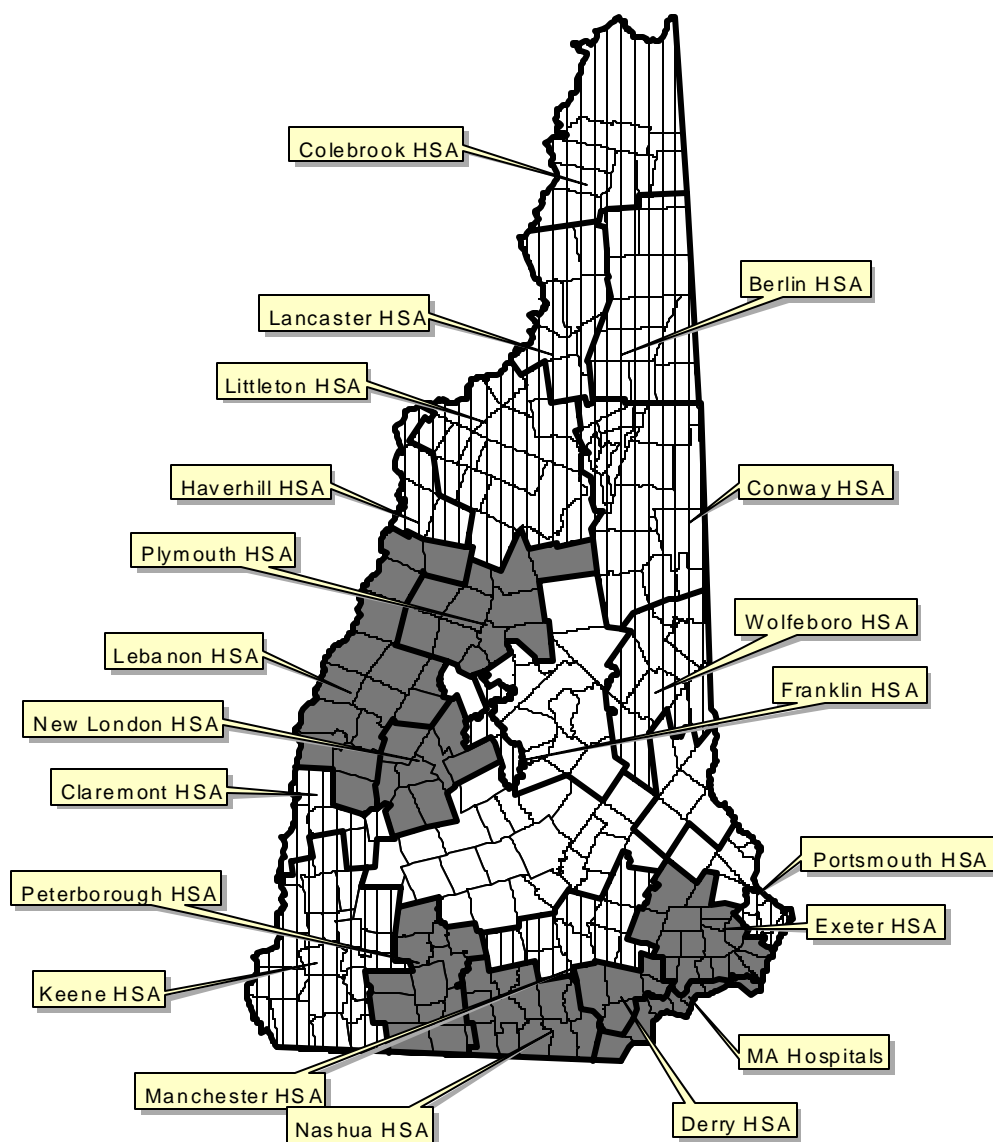 Colebrook HSA
Berlin HSA
Lancaster HSA
Littleton HSA
Haverhill HSA
Conway HSA
Plymouth HSA
Wolfeboro HSA
Lebanon HSA
Franklin HSA
New London HSA
Claremont HSA
Portsmouth HSA
Peterborough HSA
Exeter HSA
Keene HSA
MA Hospitals
Manchester HSA
Derry HSA
Nashua HSA